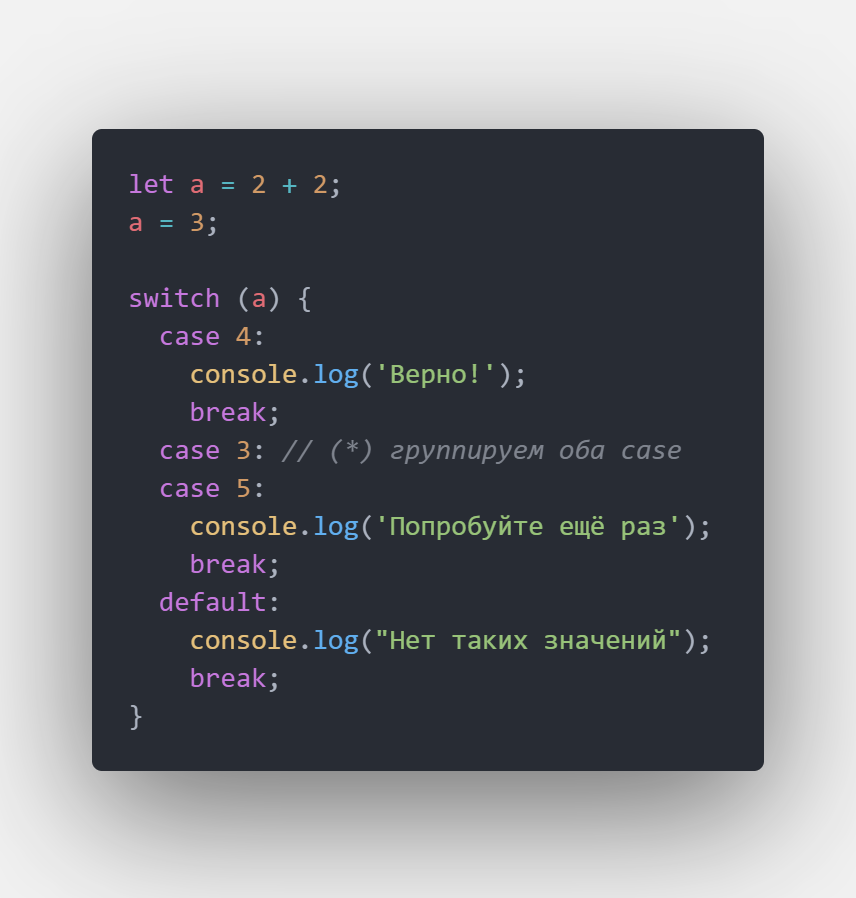 let a = 2 + 2;
a = 3;

switch (a) {
  case 4:
    console.log('Верно!');
    break;
  case 3: // (*) группируем оба case
  case 5:
    console.log('Попробуйте ещё раз');
    break;
  default:
    console.log("Нет таких значений");
    break;
}